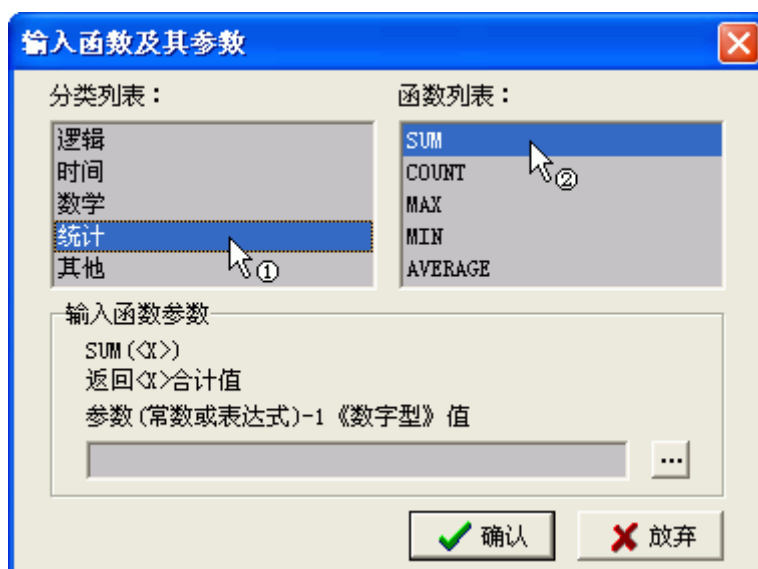 输入函数及其参数
分类列表：
函数列表：
逻辑
时间
数学
统计
其他
①
SUM
COUNT
MAX
MIN
AVERAGE
②
输入函数参数
SUM(<X>)
返回<X>合计值
参数(常数或表达式)-1《数字型》值
...
确认
放弃